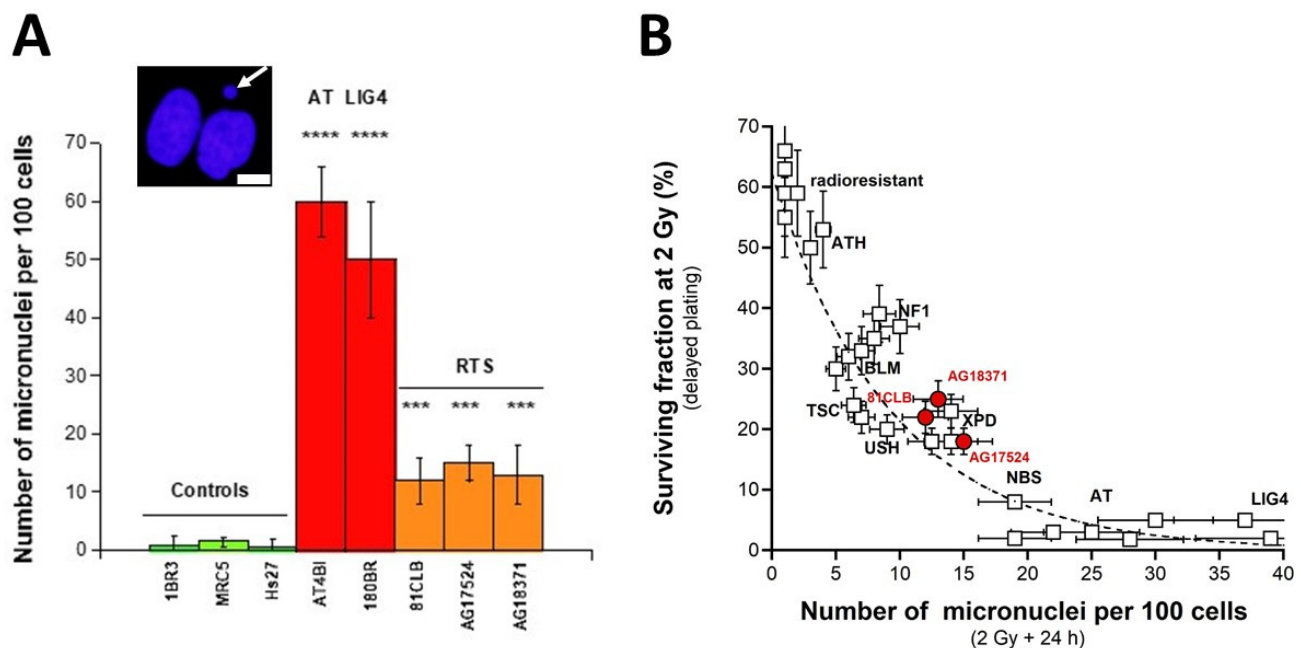 A
Number of micronuclei per 100 cells
70
60
50
40
30
20
10
0
AT LIG4
**** ****
RTS
*** *** ***
Controls
1BR3
MRC5
Hs27
AT4BI
180BR
81CLB
AG17524
AG18371
B
Surviving fraction at 2 Gy (%)
(delayed plating)
70
60
50
40
30
20
10
0
radioresistant
ATH
NF1
BLM
AG18371
81CLB
TSC
XPD
USH
AG17524
NBS
AT
LIG4
0 5 10 15 20 25 30 35 40
Number of micronuclei per 100 cells
(2 Gy + 24 h)